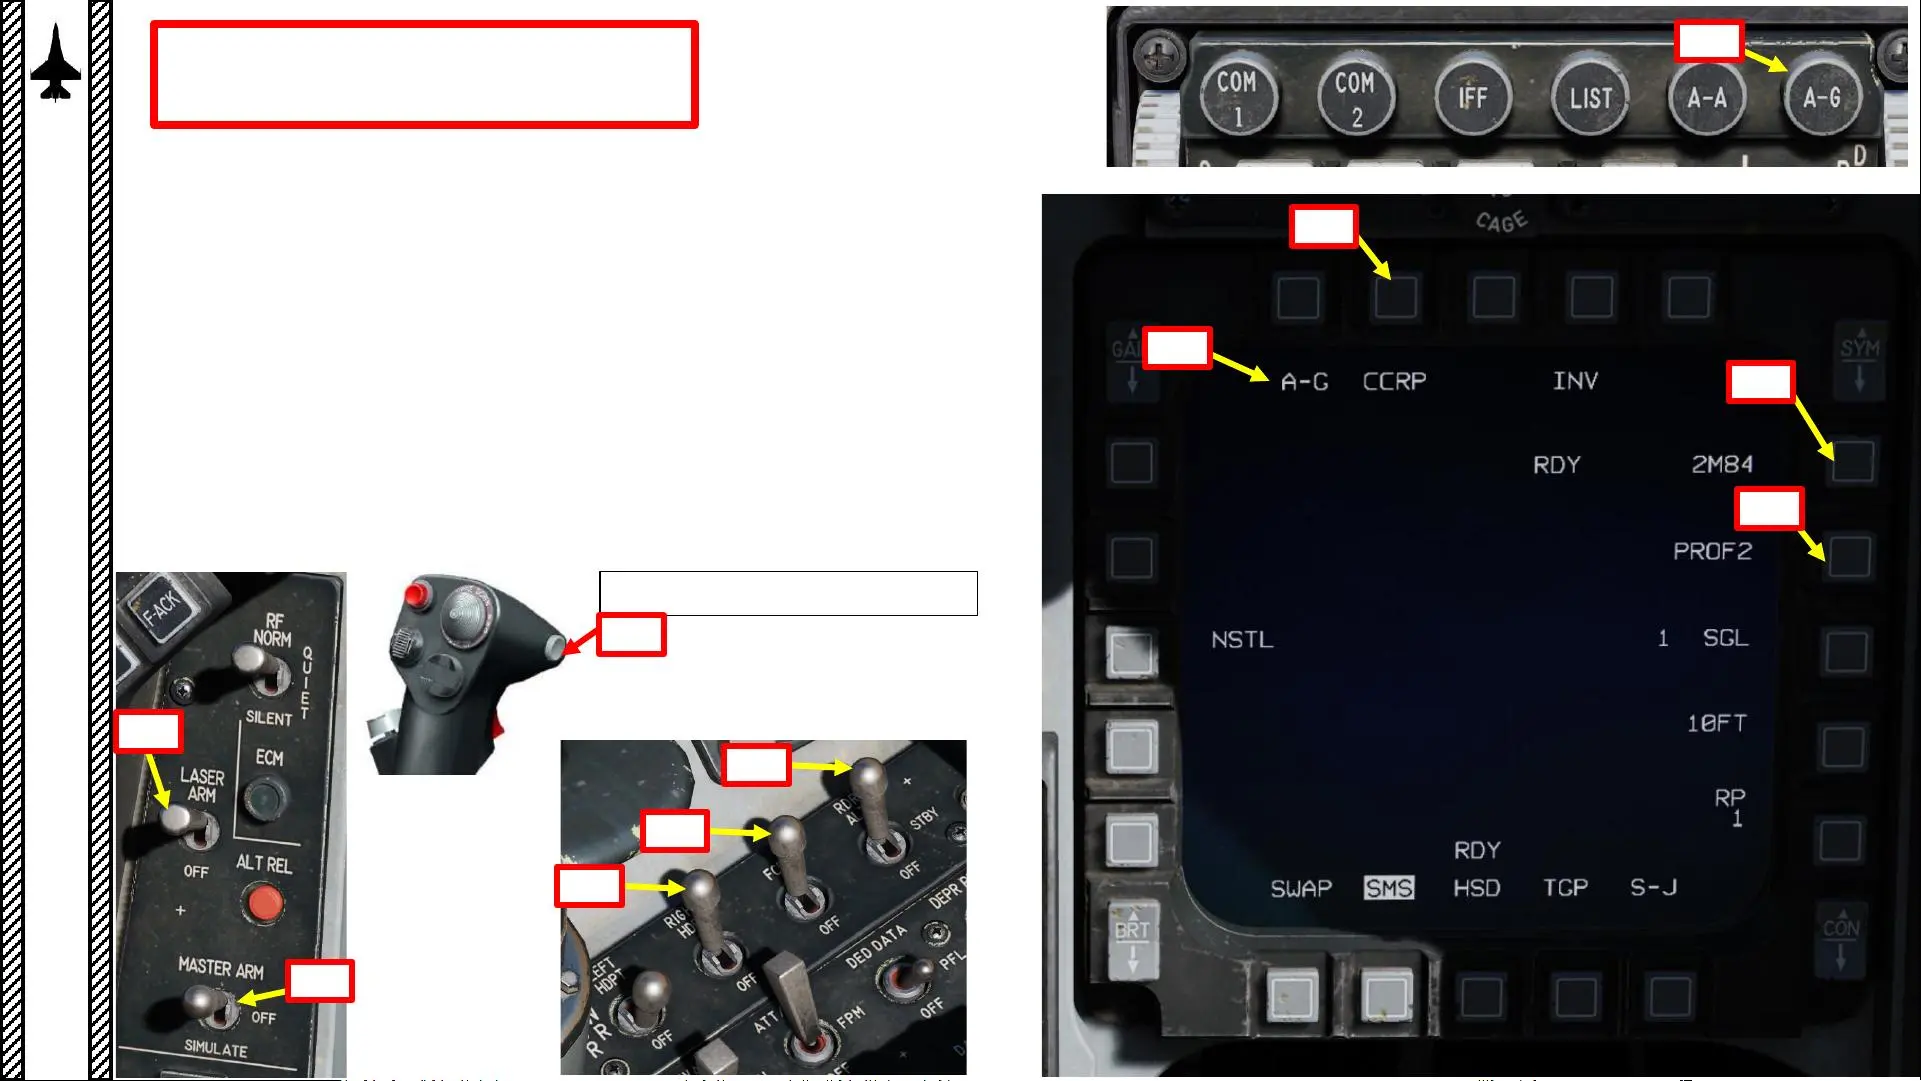 COM 1
COM 2
IFF
LIST
A-A
A-G
CAGE
SYM
A-G CCRP INV
RDY 2M84
PROF2
NSTL 1 SGL
10FT
RP
1
RDY
SWAP SMS HSD TGP S-J
BRT
CON
F-ACK
RF
NORM
QUIET
SILENT
ECM
LASER
ARM
OFF
ALT REL
MASTER ARM
OFF
SIMULATE
STBY
OFF
OFF
OFF
HDPT
OFF
DED DATA
PFL
OFF
ATT
FPM